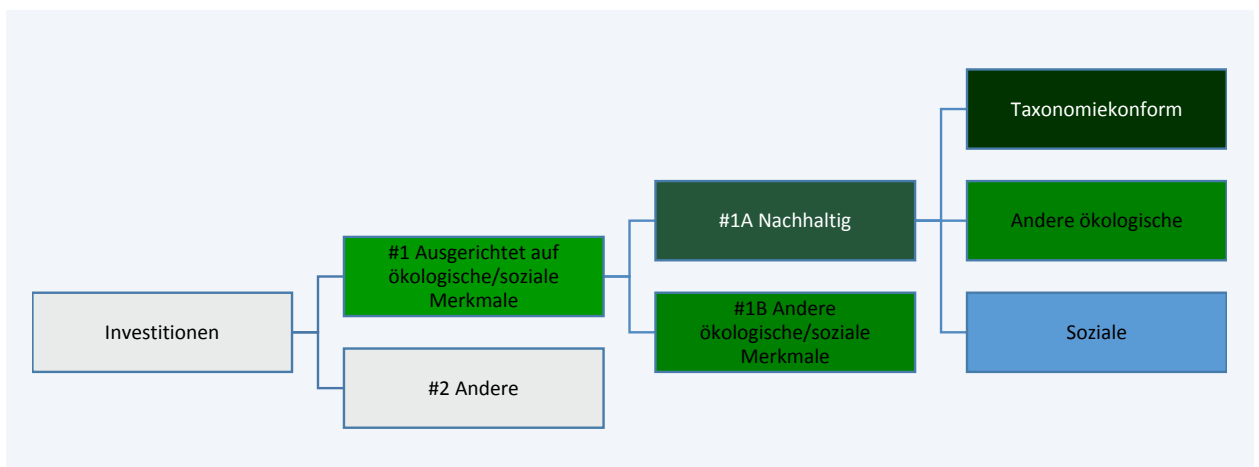 Investitionen
#1 Ausgerichtet auf
ökologische/soziale
Merkmale
#2 Andere
#1A Nachhaltig
#1B Andere
ökologische/soziale
Merkmale
Taxonomiekonform
Andere ökologische
Soziale